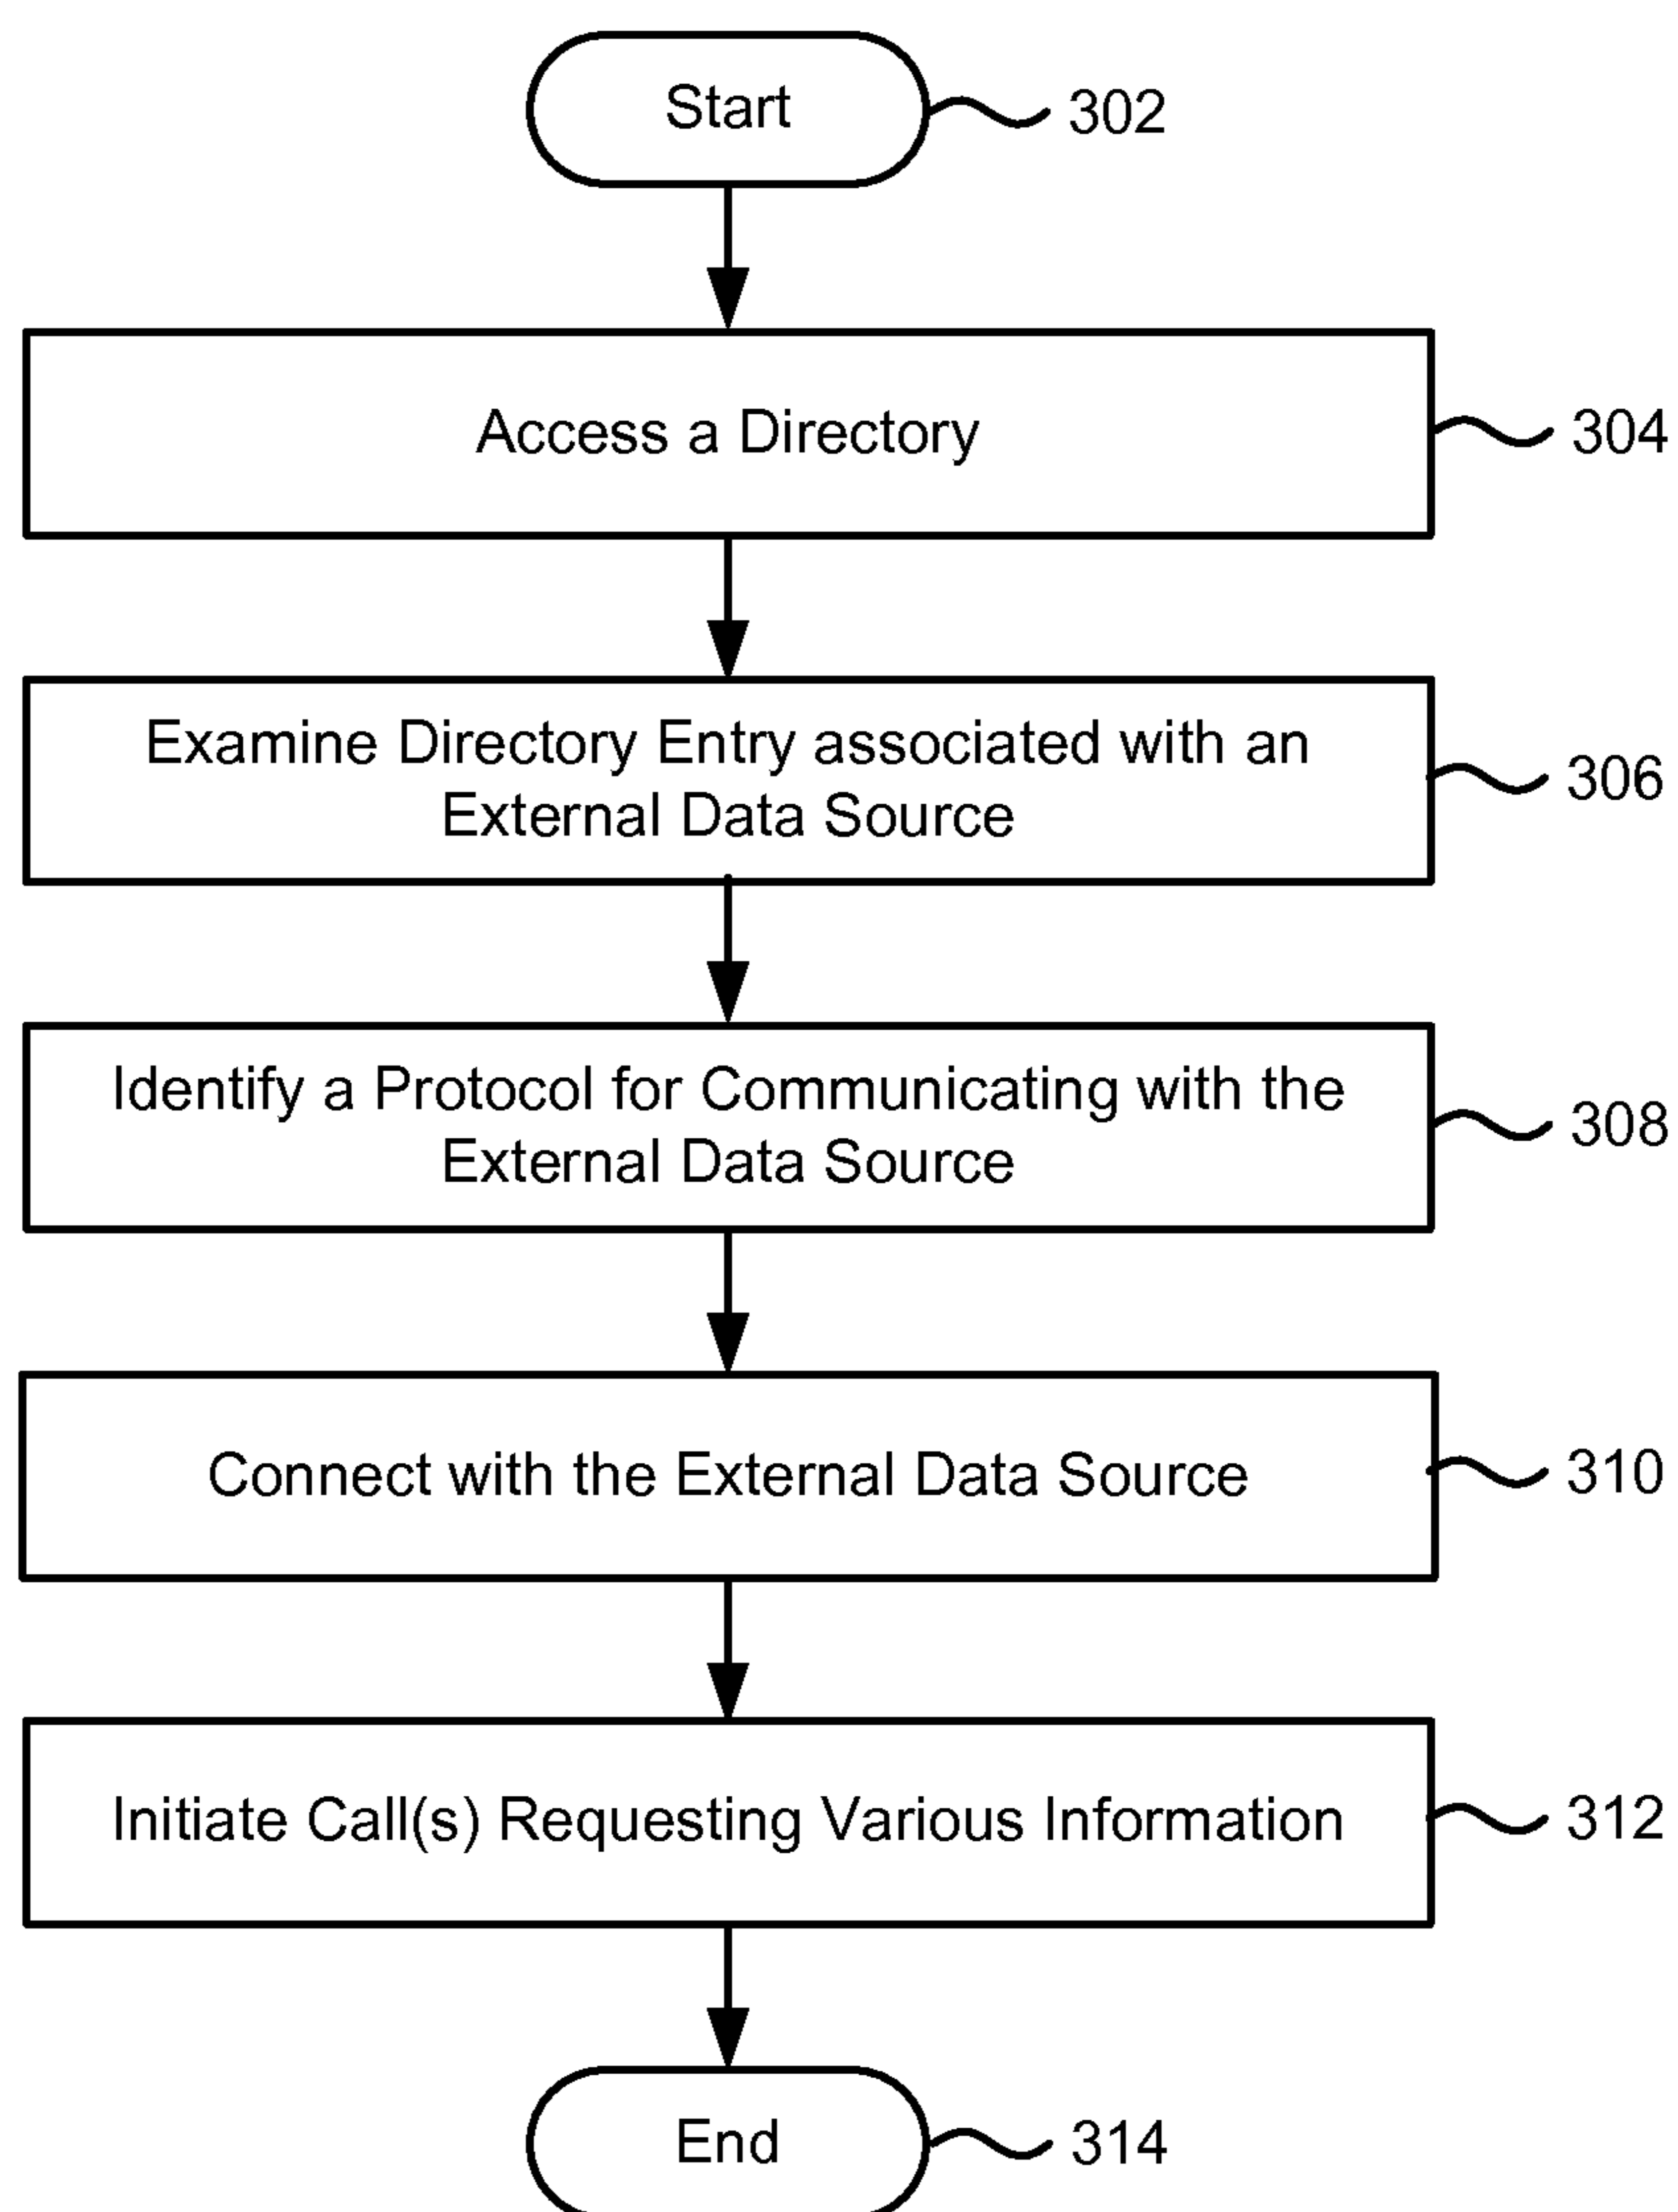 Start
302
Access a Directory
304
Examine Directory Entry associated with an
External Data Source
306
Identify a Protocol for Communicating with the
External Data Source
308
Connect with the External Data Source
310
Initiate Call(s) Requesting Various Information
312
End
314